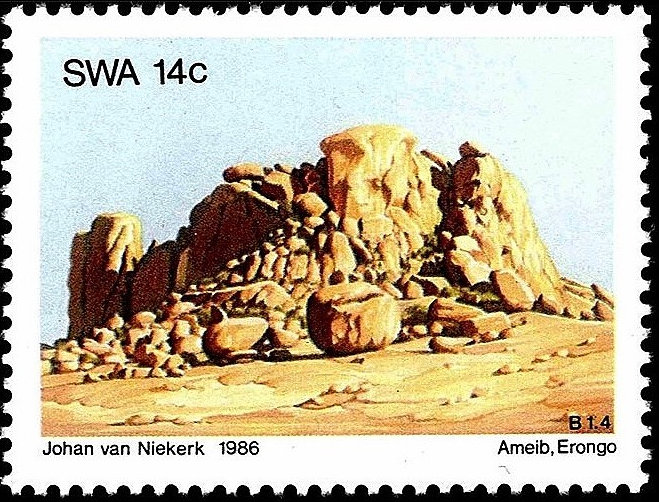 SWA 14c
B 1.4
Johan van Niekerk 1986
Ameib, Erongo